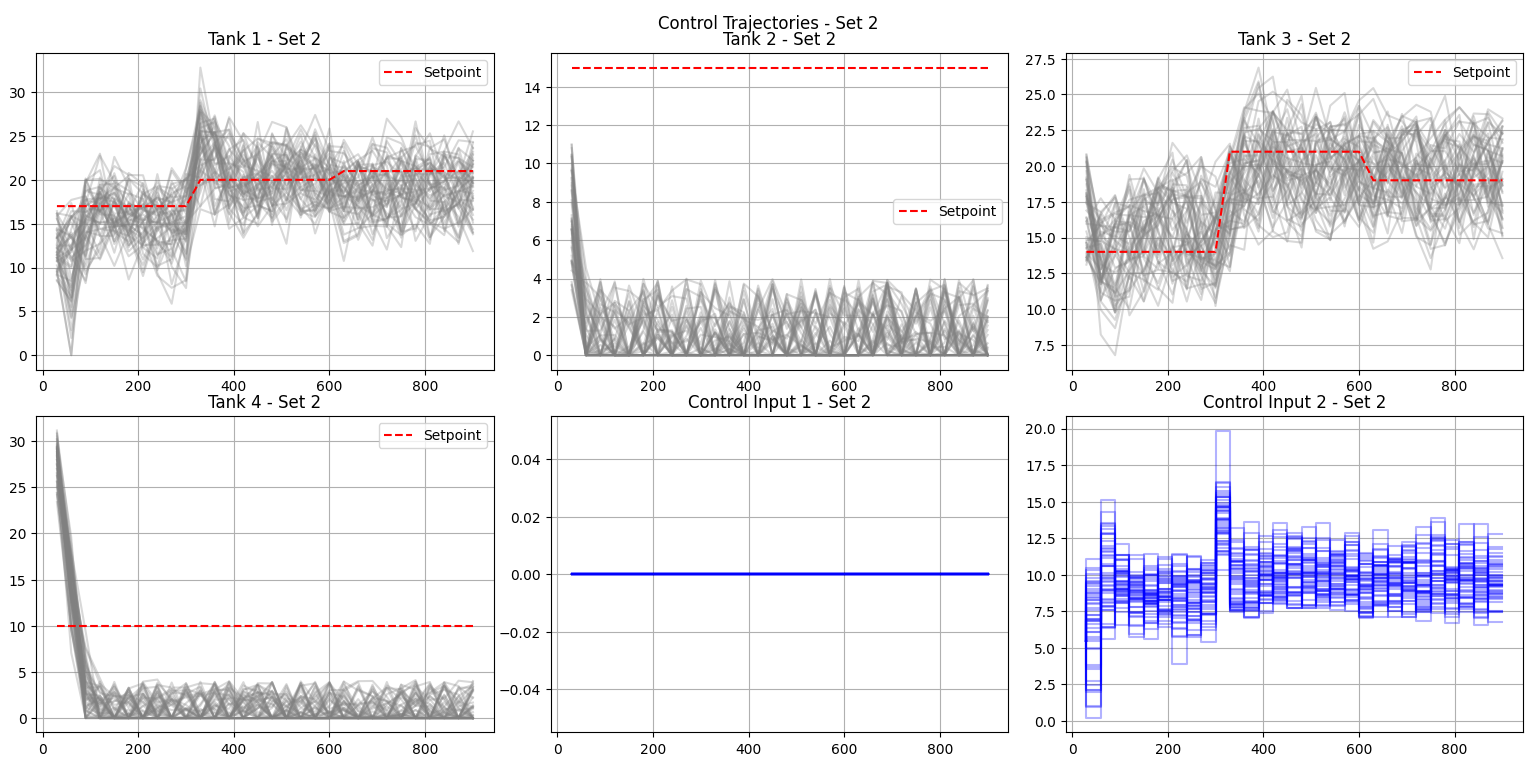 Control Trajectories - Set 2
Tank 1 - Set 2
Tank 2 - Set 2
Tank 3 - Set 2
Setpoint
Setpoint
Setpoint
30
25
20
15
10
5
0
0 200 400 600 800
14
12
10
8
6
4
2
0
0 200 400 600 800
27.5
25.0
22.5
20.0
17.5
15.0
12.5
10.0
7.5
0 200 400 600 800
Tank 4 - Set 2
Control Input 1 - Set 2
Control Input 2 - Set 2
Setpoint
30
25
20
15
10
5
0
0 200 400 600 800
0.04
0.02
0.00
−0.02
−0.04
0 200 400 600 800
20.0
17.5
15.0
12.5
10.0
7.5
5.0
2.5
0.0
0 200 400 600 800